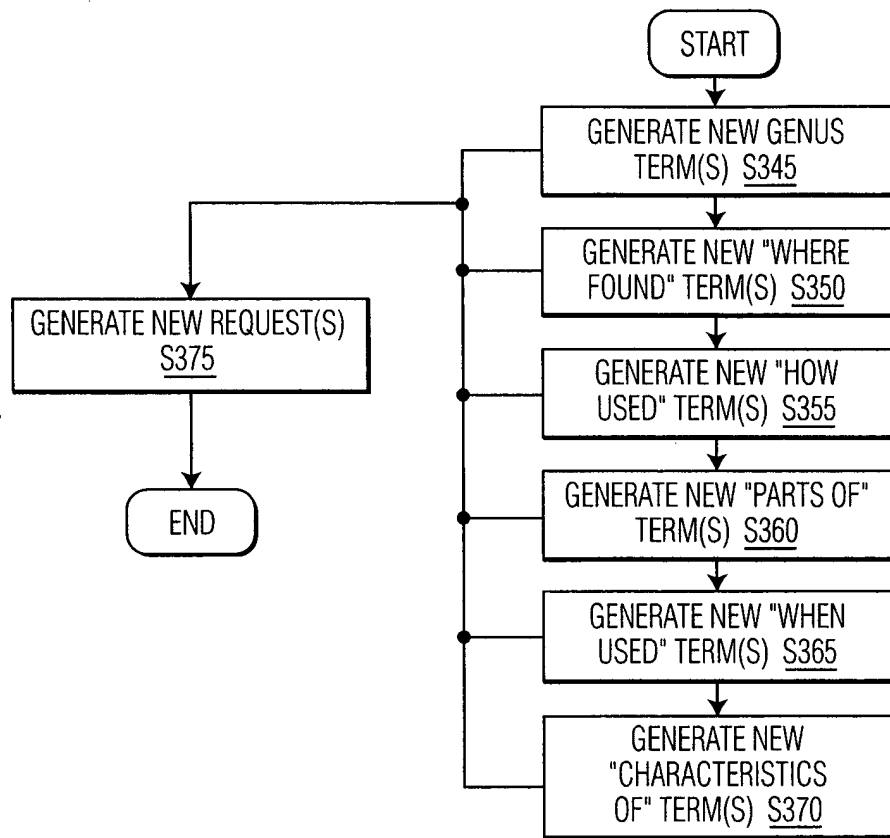 START
GENERATE NEW GENUS
TERM(S) S345
GENERATE NEW "WHERE
FOUND" TERM(S) S350
GENERATE NEW "HOW
USED" TERM(S) S355
GENERATE NEW "PARTS OF"
TERM(S) S360
GENERATE NEW "WHEN
USED" TERM(S) S365
GENERATE NEW
"CHARACTERISTICS
OF" TERM(S) S370
GENERATE NEW REQUEST(S)
S375
END